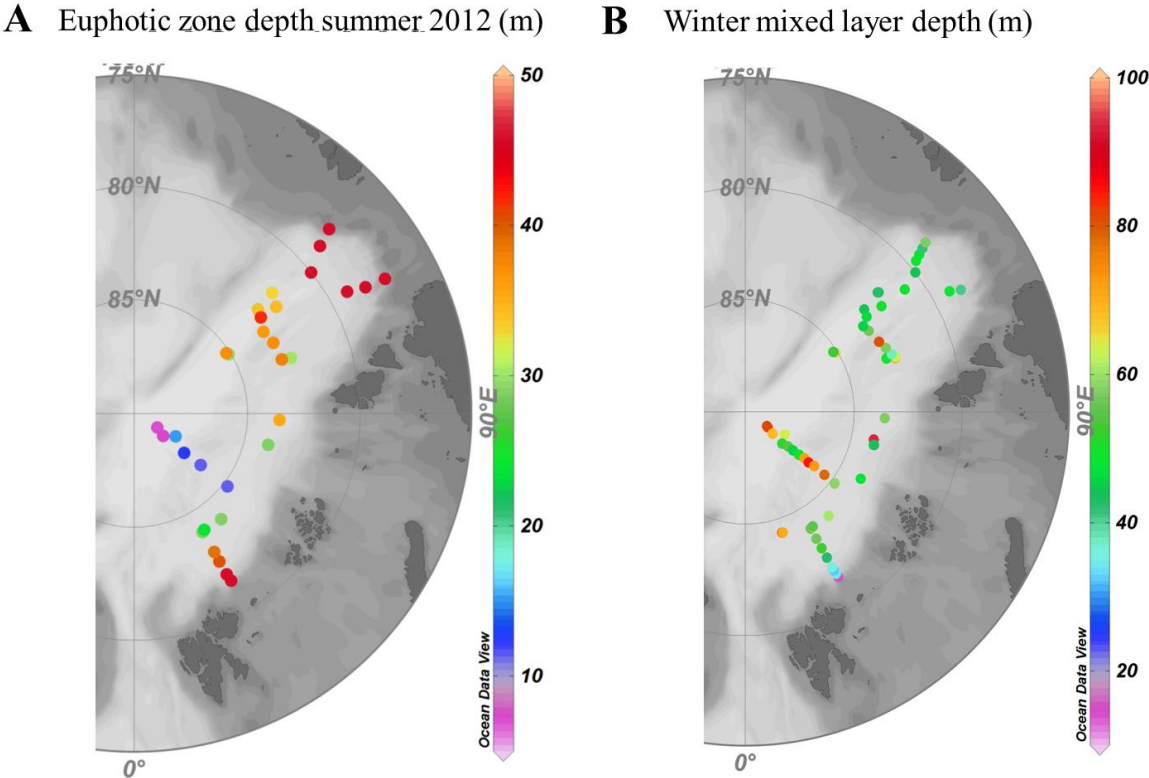 A Euphotic zone depth summer 2012 (m)
75°N
80°N
85°N
90°E
0°
50
40
30
20
10
Ocean Data View
B Winter mixed layer depth (m)
75°N
80°N
85°N
90°E
0°
100
80
60
40
20
Ocean Data View